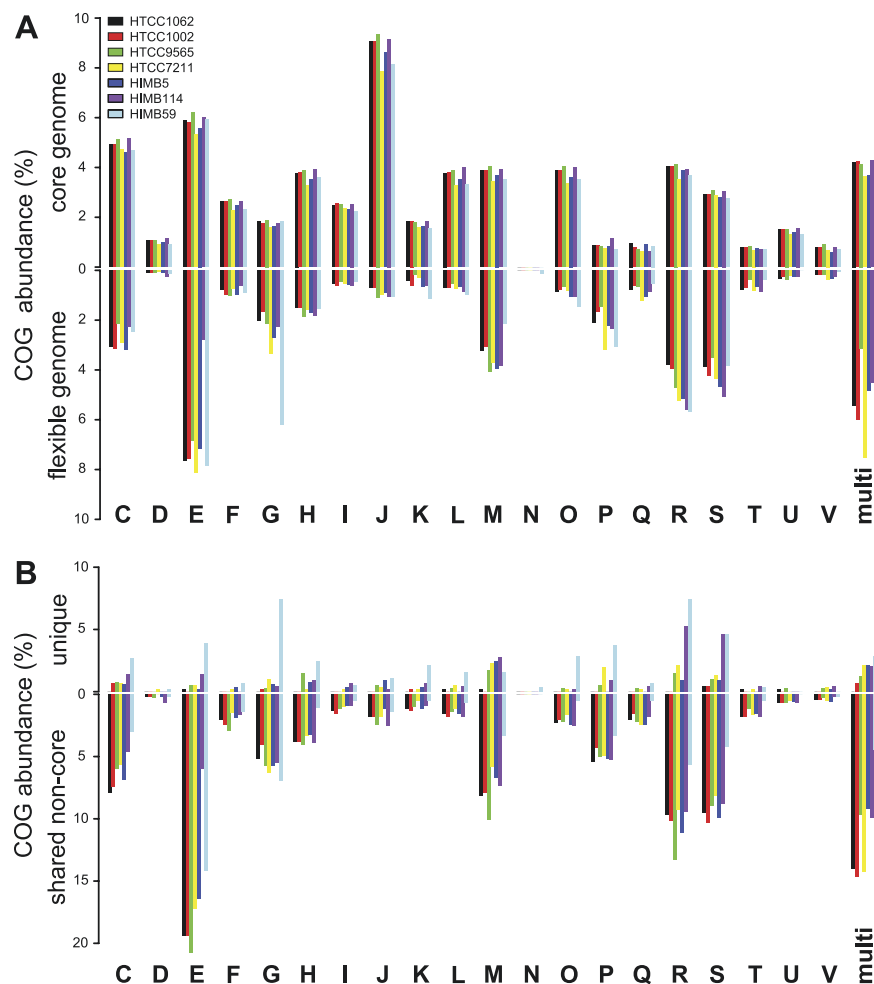 A
HTCC1062
HTCC1002
HTCC9565
HTCC7211
HIMB5
HIMB114
HIMB59
COG abundance (%)
core genome
flexible genome
10
8
6
4
2
0
2
4
6
8
10
C D E F G H I J K L M N O P Q R S T U V multi
B
COG abundance (%)
unique
shared non-core
10
5
0
5
10
15
20
C D E F G H I J K L M N O P Q R S T U V multi